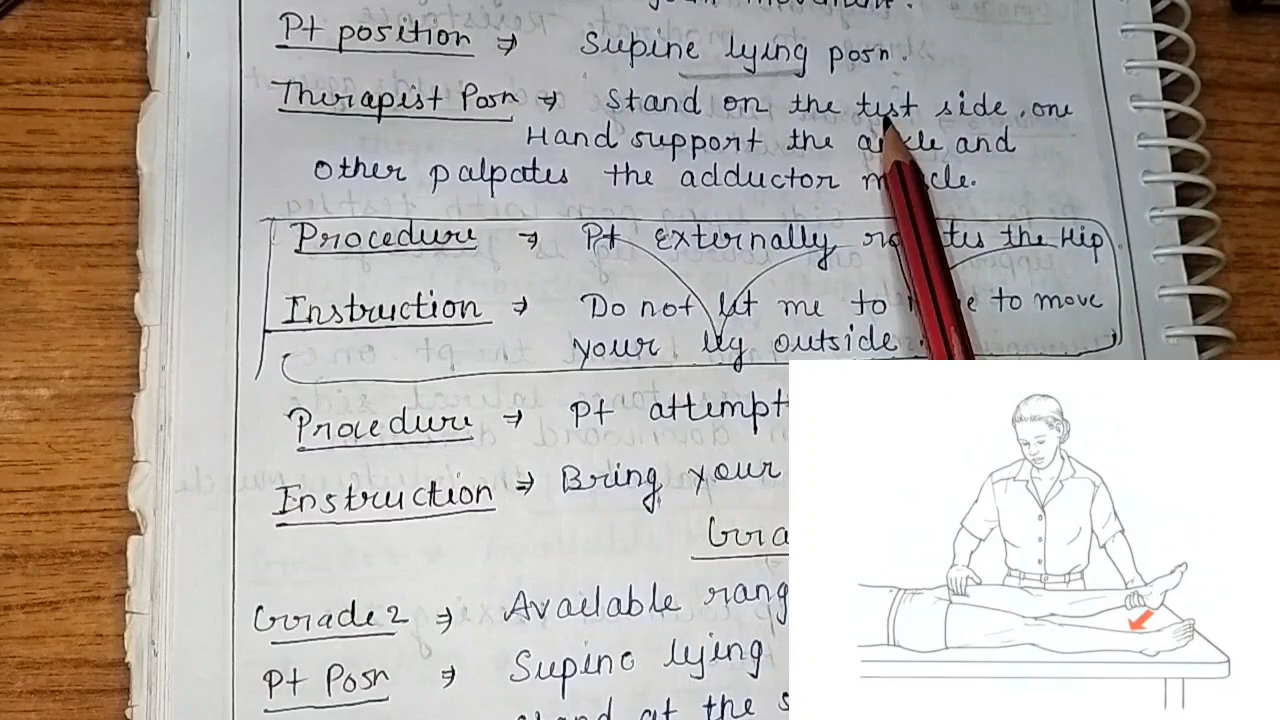 Pt position ⇒ Supine lying posn.
Therapist Posn ⇒ Stand on the test side, one
Hand support the and
other palpates the adductor
Procedure ⇒ Pt Externally the Hip
Instruction ⇒ Do not let me to to move
your leg outside
Procedure ⇒ Pt attempt
Instruction ⇒ Bring your
Grade 2 ⇒ Available rang
Pt Posn ⇒ Supine lying
at the s